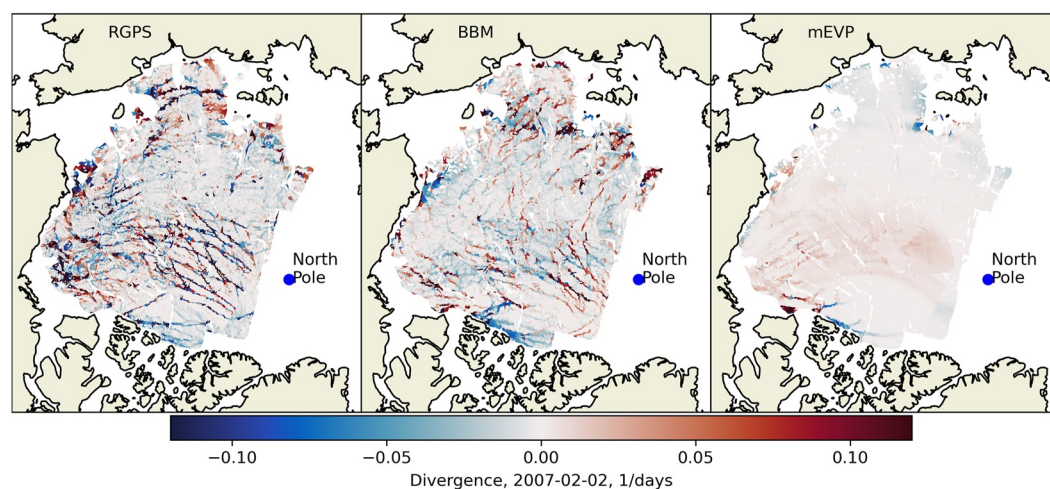 RGPS
BBM
mEVP
North
Pole
North
Pole
North
Pole
−0.10
−0.05
0.00
0.05
0.10
Divergence, 2007-02-02, 1/days